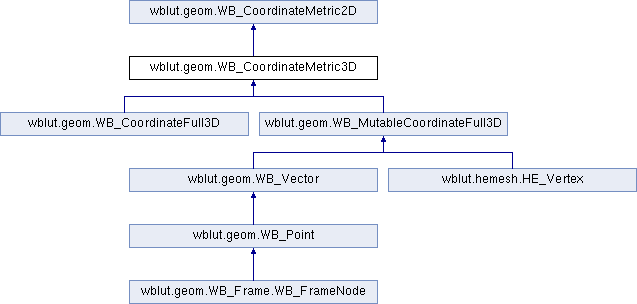 wblut.geom.WB_CoordinateMetric2D
wblut.geom.WB_CoordinateMetric3D
wblut.geom.WB_CoordinateFull3D
wblut.geom.WB_MutableCoordinateFull3D
wblut.geom.WB_Vector
wblut.hemesh.HE_Vertex
wblut.geom.WB_Point
wblut.geom.WB_Frame.WB_FrameNode